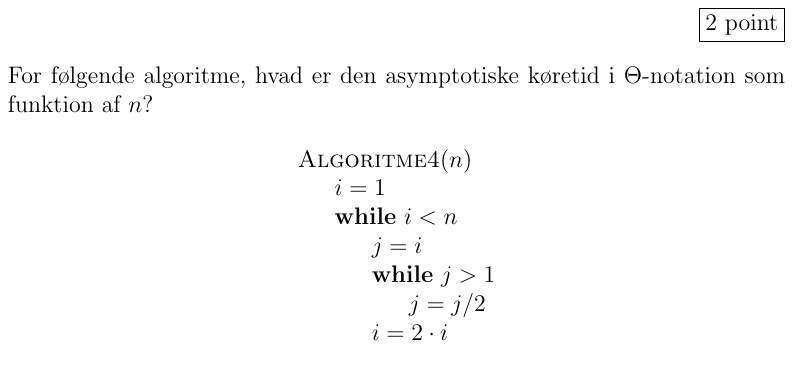 2 point
For følgende algoritme, hvad er den asymptotiske køretid i Θ-notation som
funktion af n?
ALGORITME4(n)
i = 1
while i < n
j = i
while j > 1
j = j/2
i = 2 · i